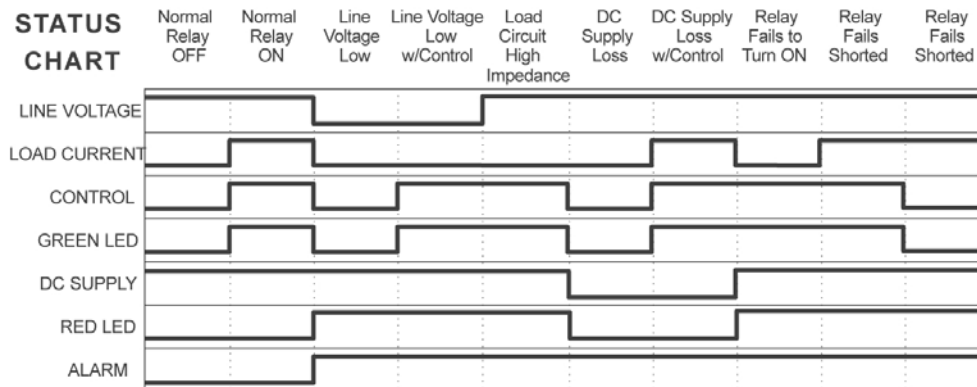 STATUS
CHART
Normal
Relay
OFF
Normal
Relay
ON
Line
Voltage
Low
Line Voltage
Low
w/Control
Load
Circuit
High
Impedance
DC
Supply
Loss
DC Supply
Loss
w/Control
Relay
Fails to
Turn ON
Relay
Fails
Shorted
Relay
Fails
Shorted
LINE VOLTAGE
LOAD CURRENT
CONTROL
GREEN LED
DC SUPPLY
RED LED
ALARM